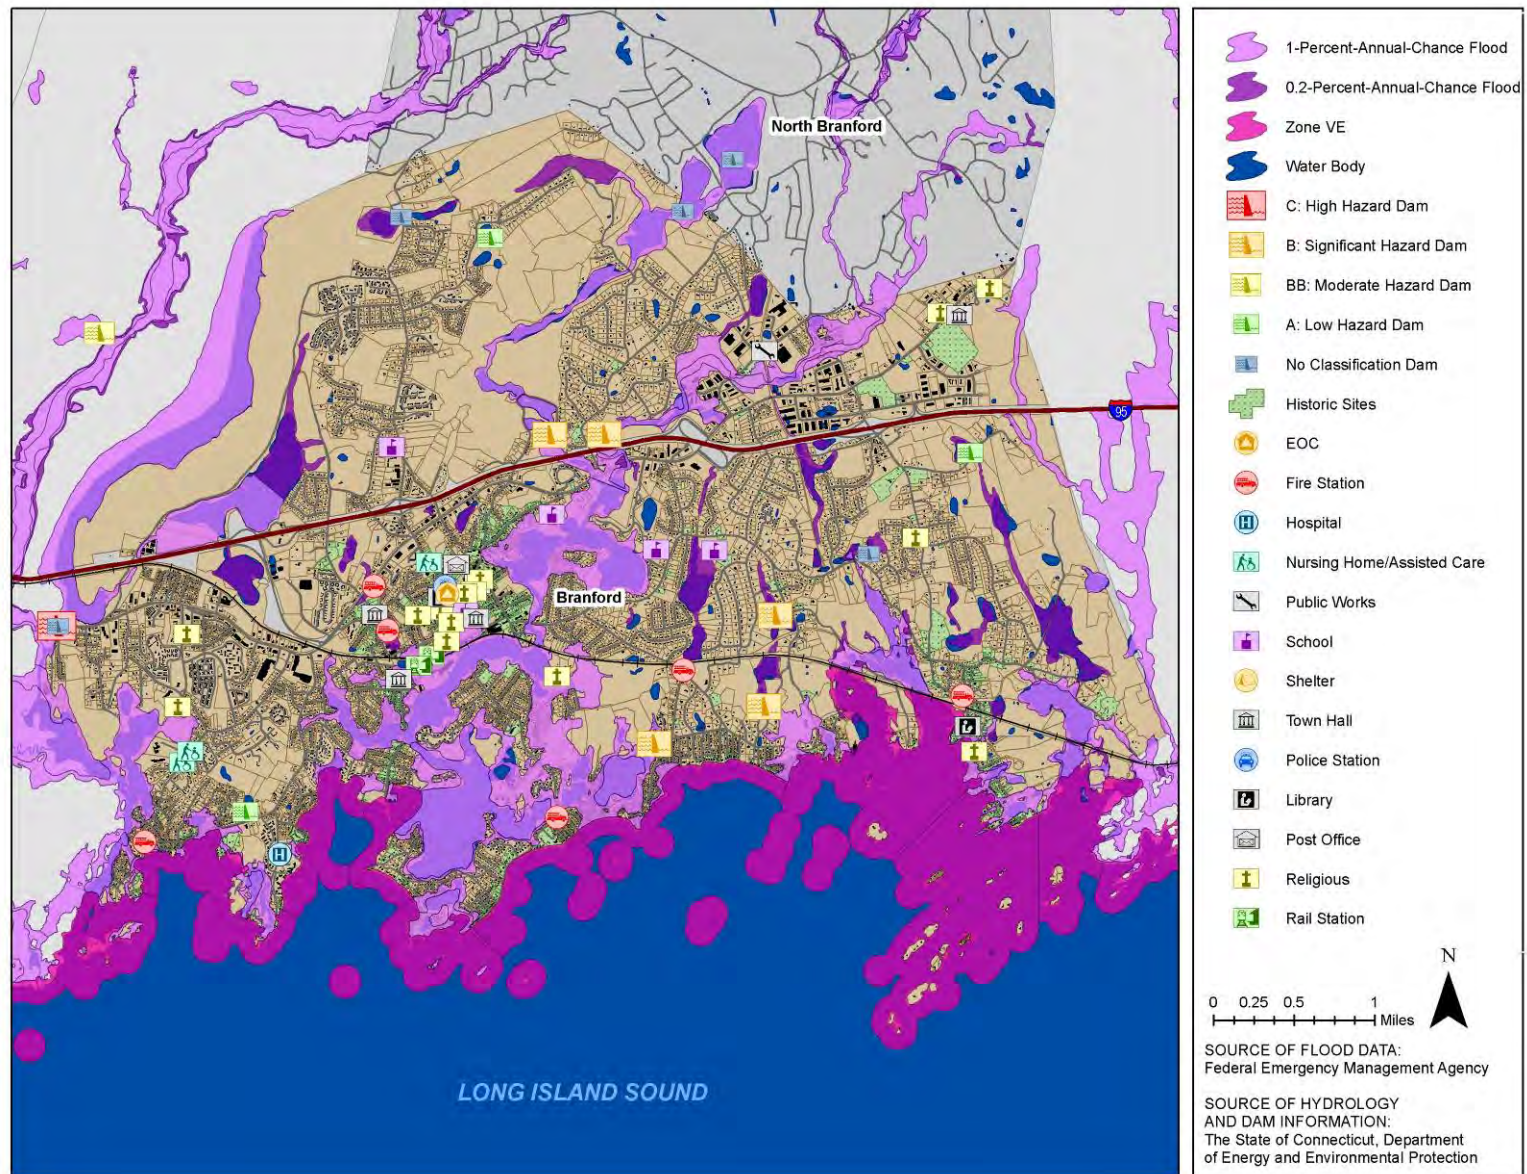 North Branford
95
Branford
LONG ISLAND SOUND
1-Percent-Annual-Chance Flood
0.2-Percent-Annual-Chance Flood
Zone VE
Water Body
C: High Hazard Dam
B: Significant Hazard Dam
BB: Moderate Hazard Dam
A: Low Hazard Dam
No Classification Dam
Historic Sites
EOC
Fire Station
H Hospital
Nursing Home/Assisted Care
Public Works
School
Shelter
Town Hall
Police Station
Library
Post Office
Religious
Rail Station
N
0 0.25 0.5 1
Miles
SOURCE OF FLOOD DATA:
Federal Emergency Management Agency
SOURCE OF HYDROLOGY
AND DAM INFORMATION:
The State of Connecticut, Department
of Energy and Environmental Protection